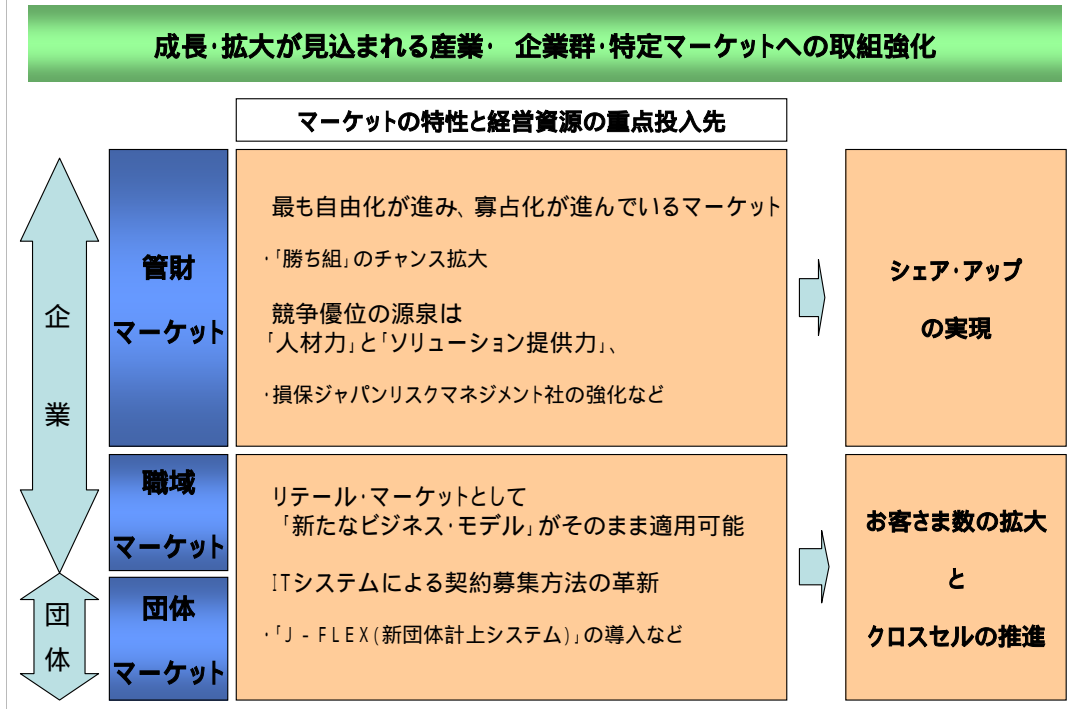 成長・拡大が見込まれる産業・ 企業群・特定マーケットへの取組強化
マーケットの特性と経営資源の重点投入先
企業
管財
マーケット
最も自由化が進み、寡占化が進んでいるマーケット
・「勝ち組」のチャンス拡大
競争優位の源泉は
「人材力」と「ソリューション提供力」、
・損保ジャパンリスクマネジメント社の強化など
シェア・アップ
の実現
職域
マーケット
団体
団体
マーケット
リテール・マーケットとして
「新たなビジネス・モデル」がそのまま適用可能
ITシステムによる契約募集方法の革新
・「J-FLEX(新団体計上システム)」の導入など
お客さま数の拡大
と
クロスセルの推進